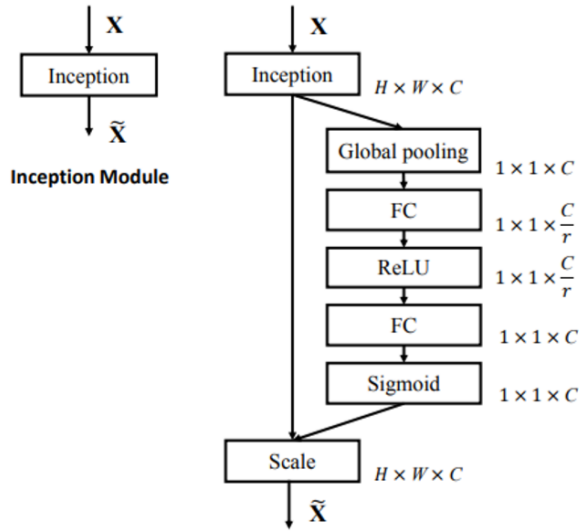 X
Inception
X̃
Inception Module
X
Inception
H × W × C
Global pooling
1 × 1 × C
FC
1 × 1 × C/r
ReLU
1 × 1 × C/r
FC
1 × 1 × C
Sigmoid
1 × 1 × C
Scale
H × W × C
X̃